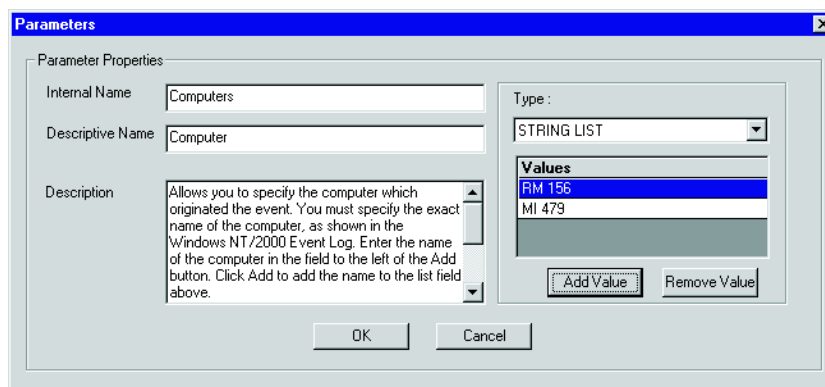 Parameters
Parameter Properties
Internal Name
Computers
Descriptive Name
Computer
Description
Allows you to specify the computer which
originated the event. You must specify the exact
name of the computer, as shown in the
Windows NT/2000 Event Log. Enter the name
of the computer in the field to the left of the Add
button. Click Add to add the name to the list field
above.
Type :
STRING LIST
Values
RM 156
MI 479
Add Value
Remove Value
OK
Cancel